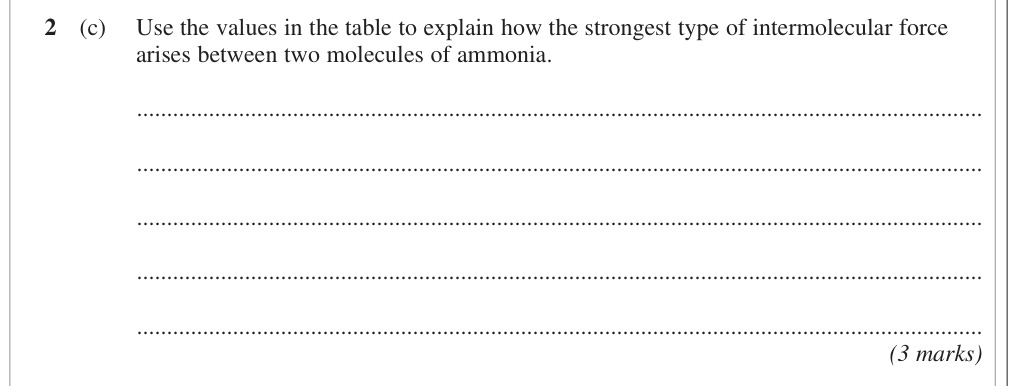 2 (c) Use the values in the table to explain how the strongest type of intermolecular force
arises between two molecules of ammonia.
(3 marks)